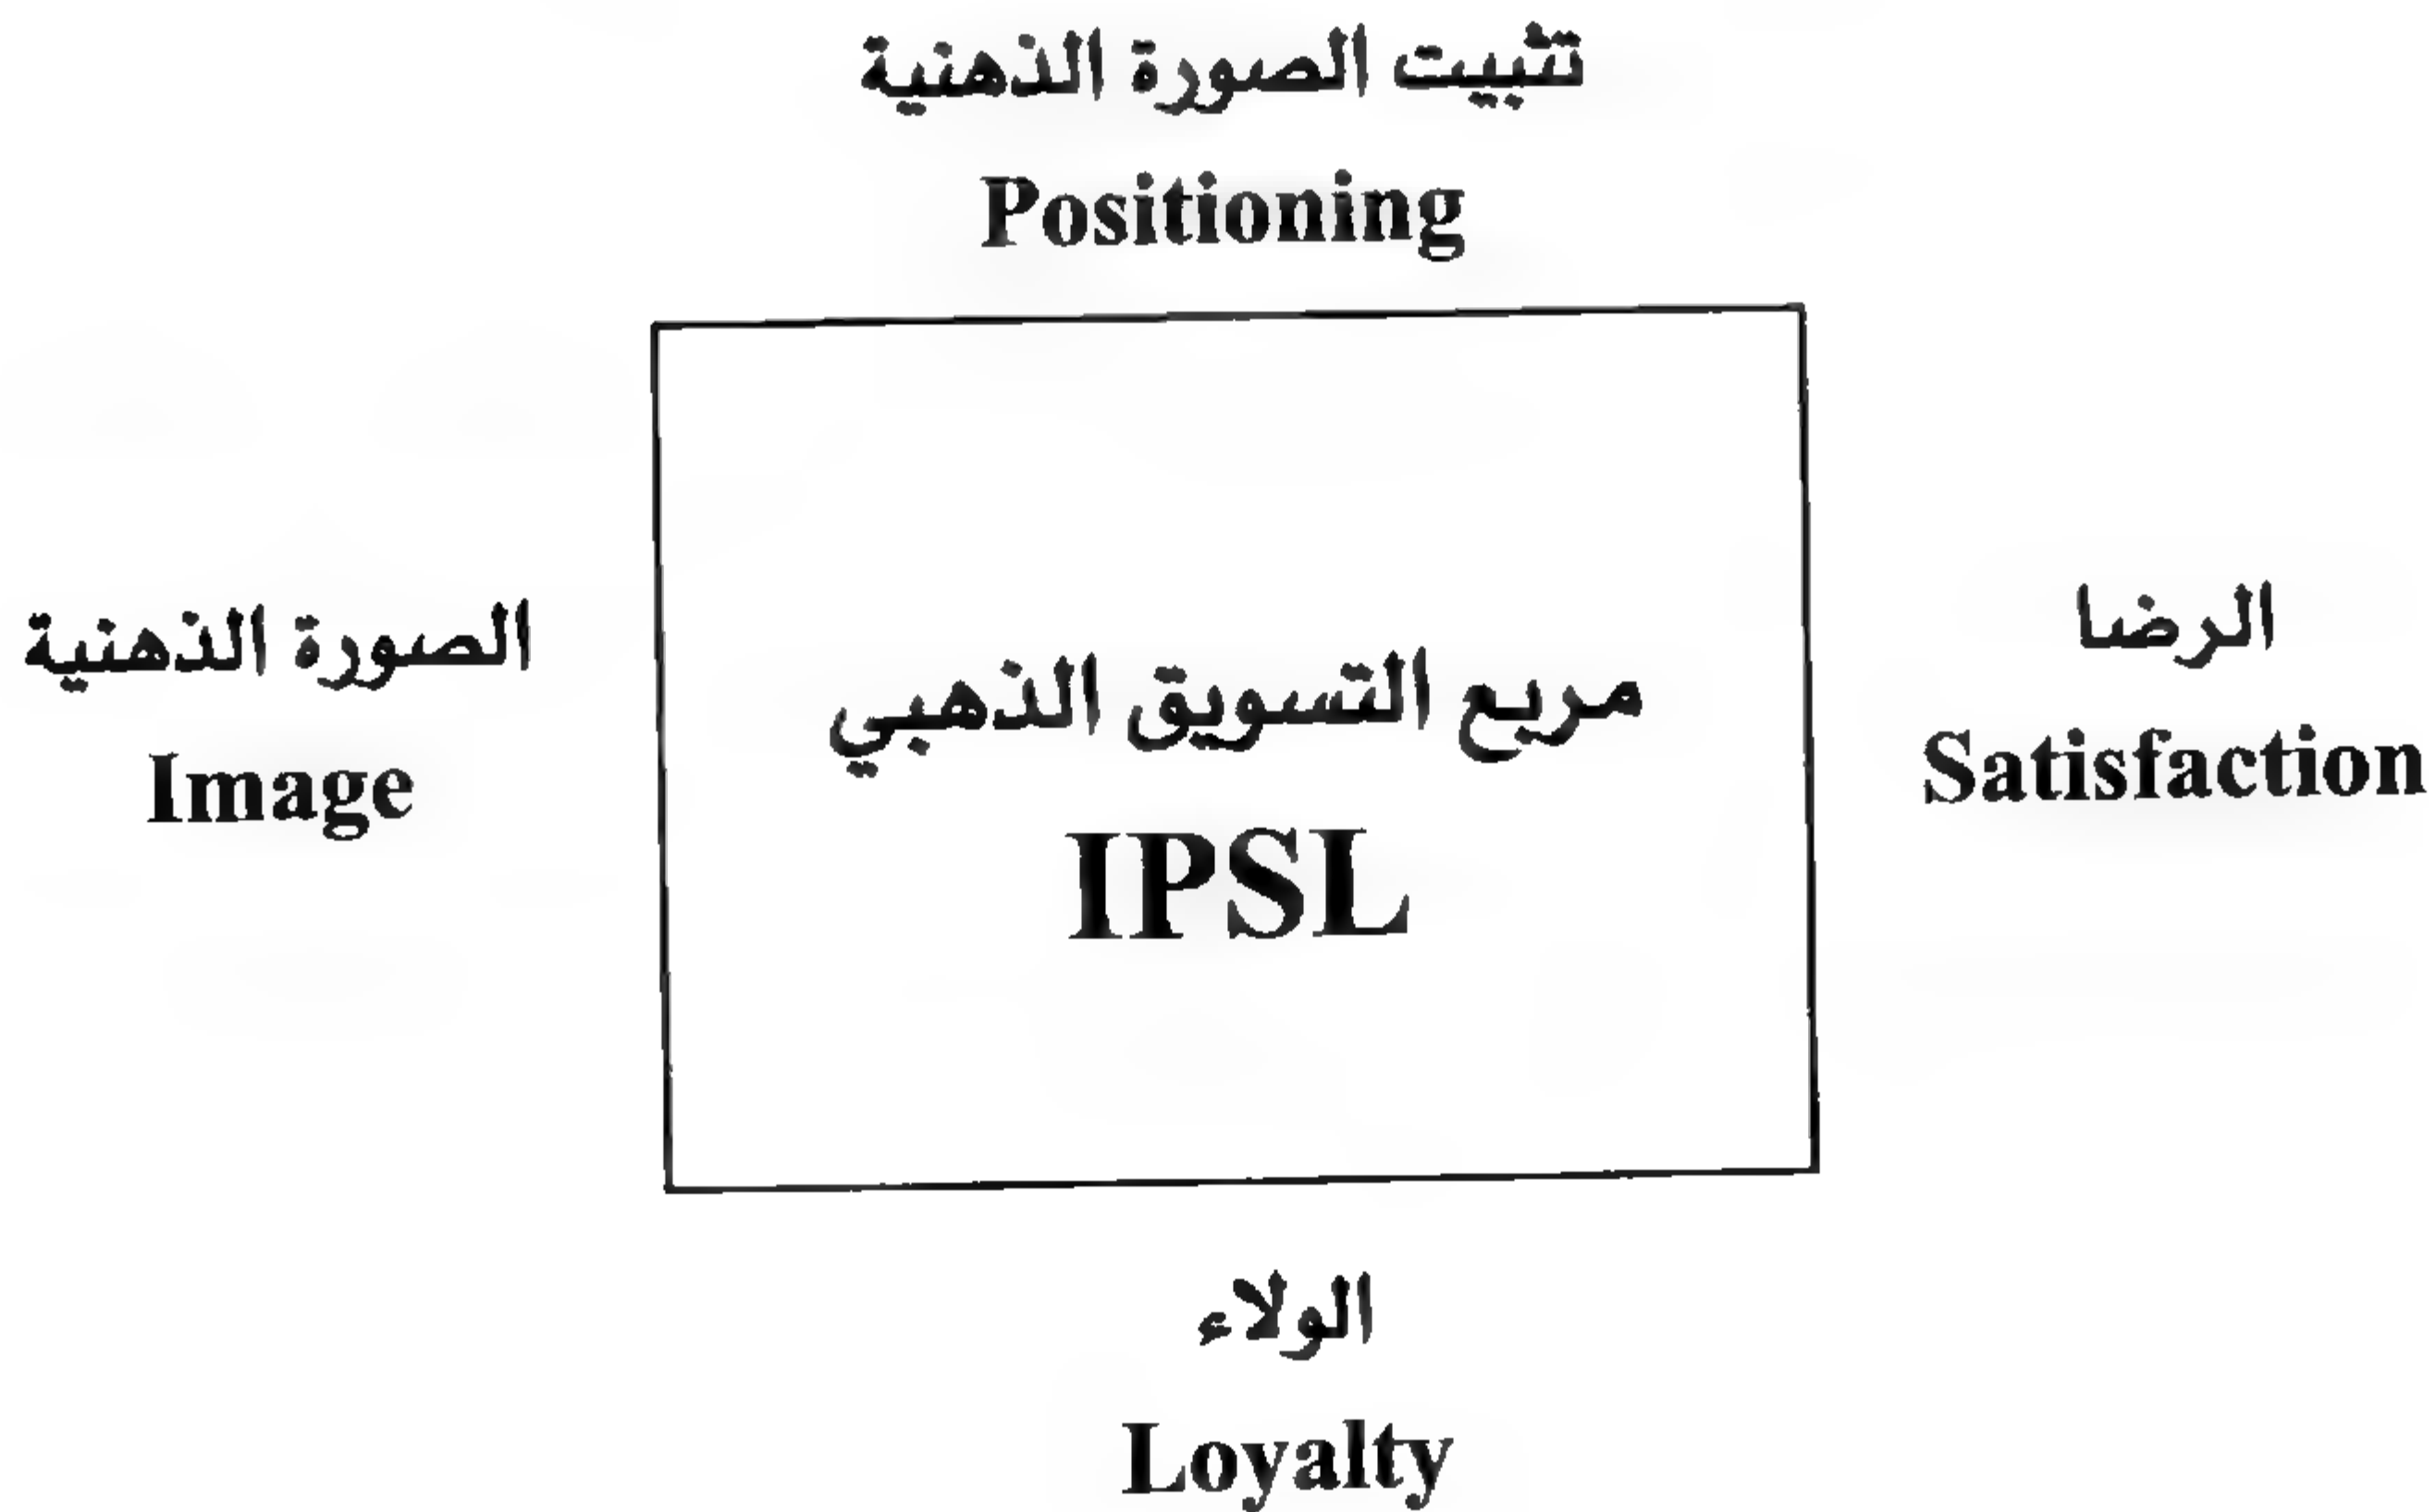 تثبيت الصورة الذهنية
Positioning
الصورة الذهنية
Image
مربع التسويق الذهبي
IPSL
الرضا
Satisfaction
الولاء
Loyalty